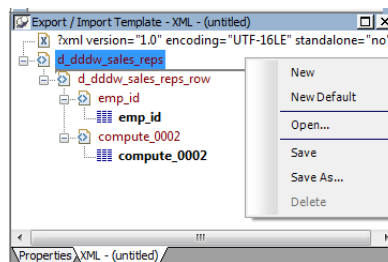 Export / Import Template - XML - (untitled)
?xml version="1.0" encoding="UTF-16LE" standalone="no"
d_dddw_sales_reps
d_dddw_sales_reps_row
emp_id
emp_id
compute_0002
compute_0002
New
New Default
Open...
Save
Save As...
Delete
Properties XML - (untitled)